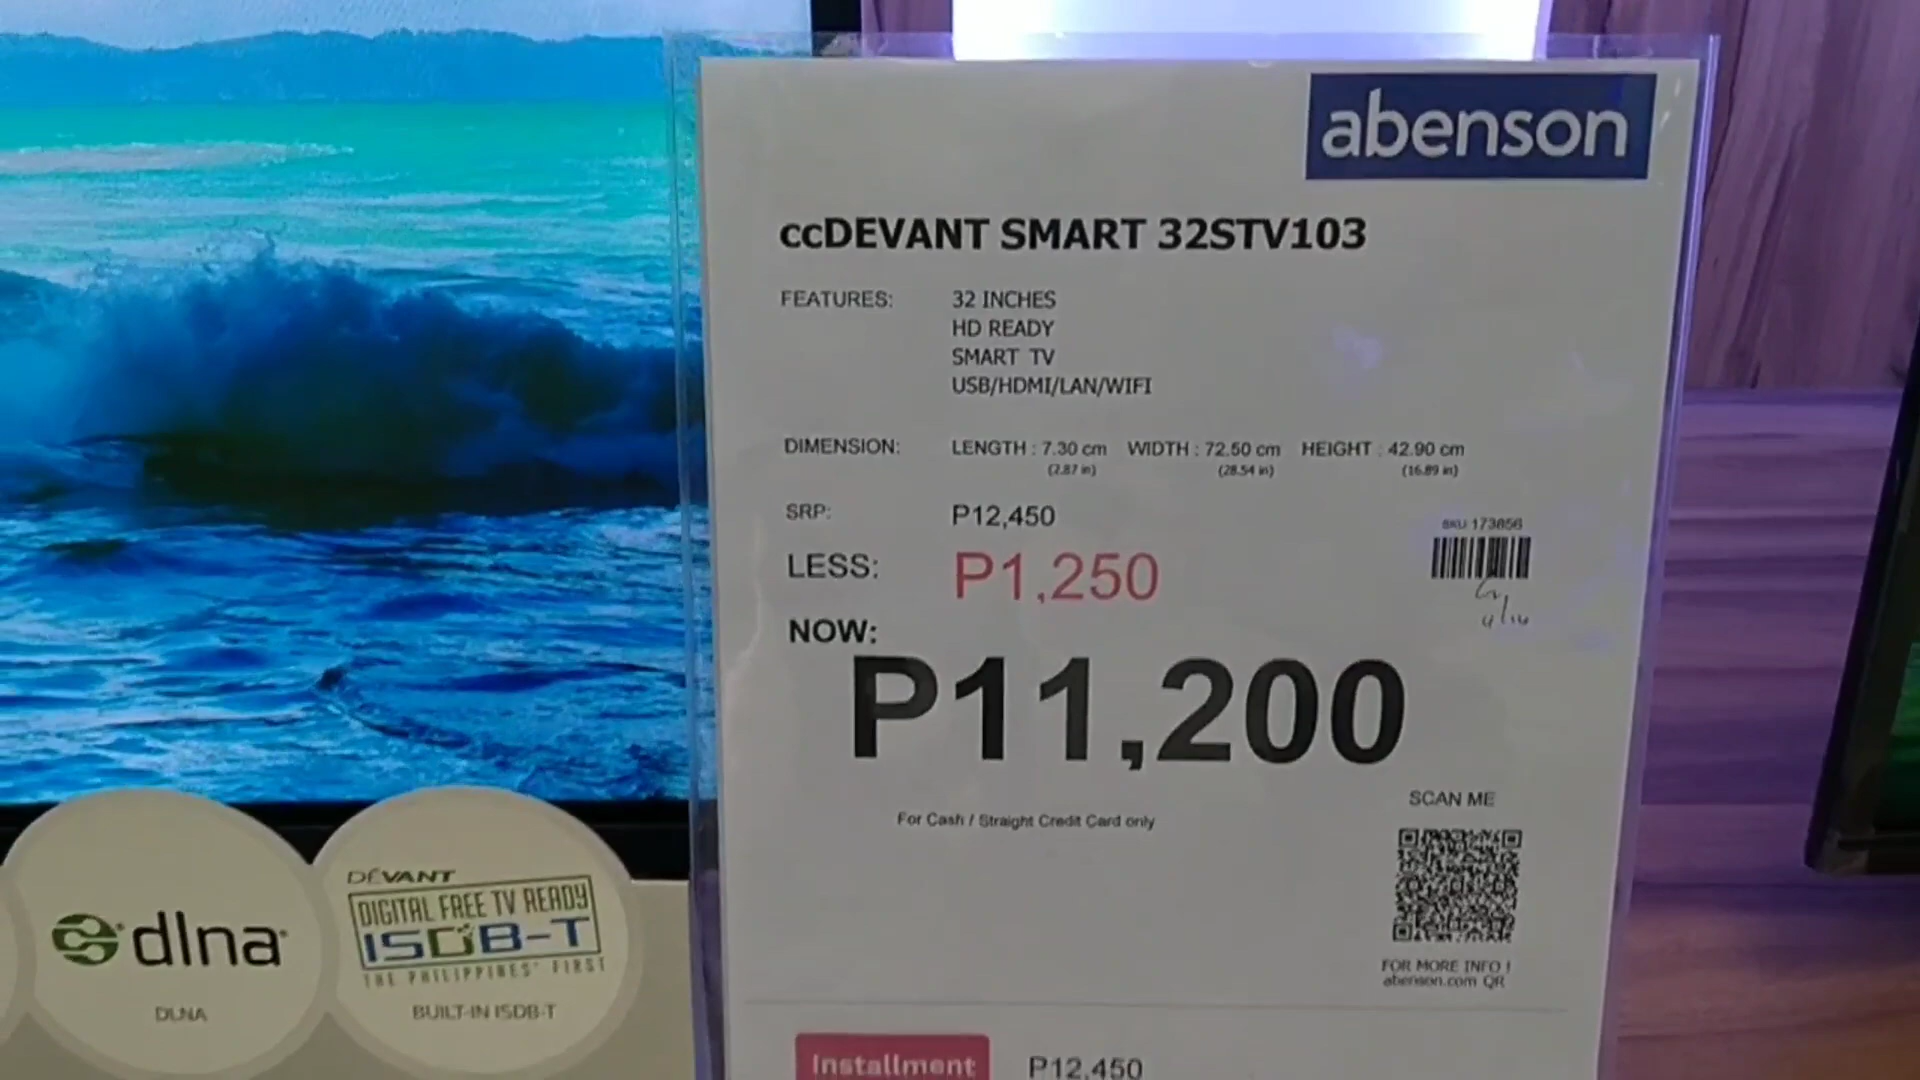 abenson
ccDEVANT SMART 32STV103
FEATURES: 32 INCHES
HD READY
SMART TV
USB/HDMI/LAN/WIFI
DIMENSION: LENGTH : 7.30 cm WIDTH : 72.50 cm HEIGHT : 42.90 cm
(2.87 in) (28.54 in) (16.89 in)
SRP: P12,450
SKU 173856
LESS: P1,250
NOW:
P11,200
For Cash / Straight Credit Card only
SCAN ME
FOR MORE INFO !
abenson.com QR
Installment P12,450
dlna
DLNA
DEVANT
DIGITAL FREE TV READY
ISDB-T
THE PHILIPPINES' FIRST
BUILT-IN ISDB-T